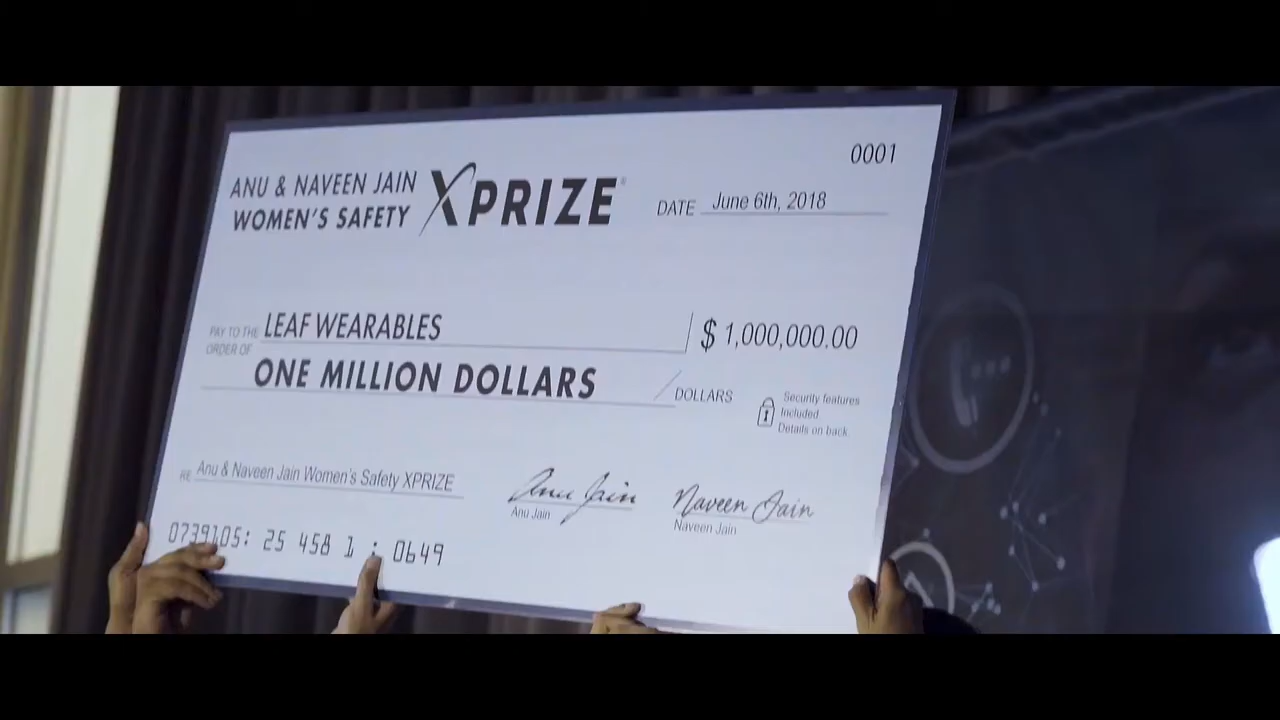 0001
ANU & NAVEEN JAIN
WOMEN'S SAFETY
XPRIZE®
DATE June 6th, 2018
PAY TO THE
ORDER OF
LEAF WEARABLES
$ 1,000,000.00
ONE MILLION DOLLARS
DOLLARS
Security features
Included.
Details on back.
RE Anu & Naveen Jain Women's Safety XPRIZE
Anu Jain
Anu Jain
Naveen Jain
Naveen Jain
0739105: 25 458 1 : 0649